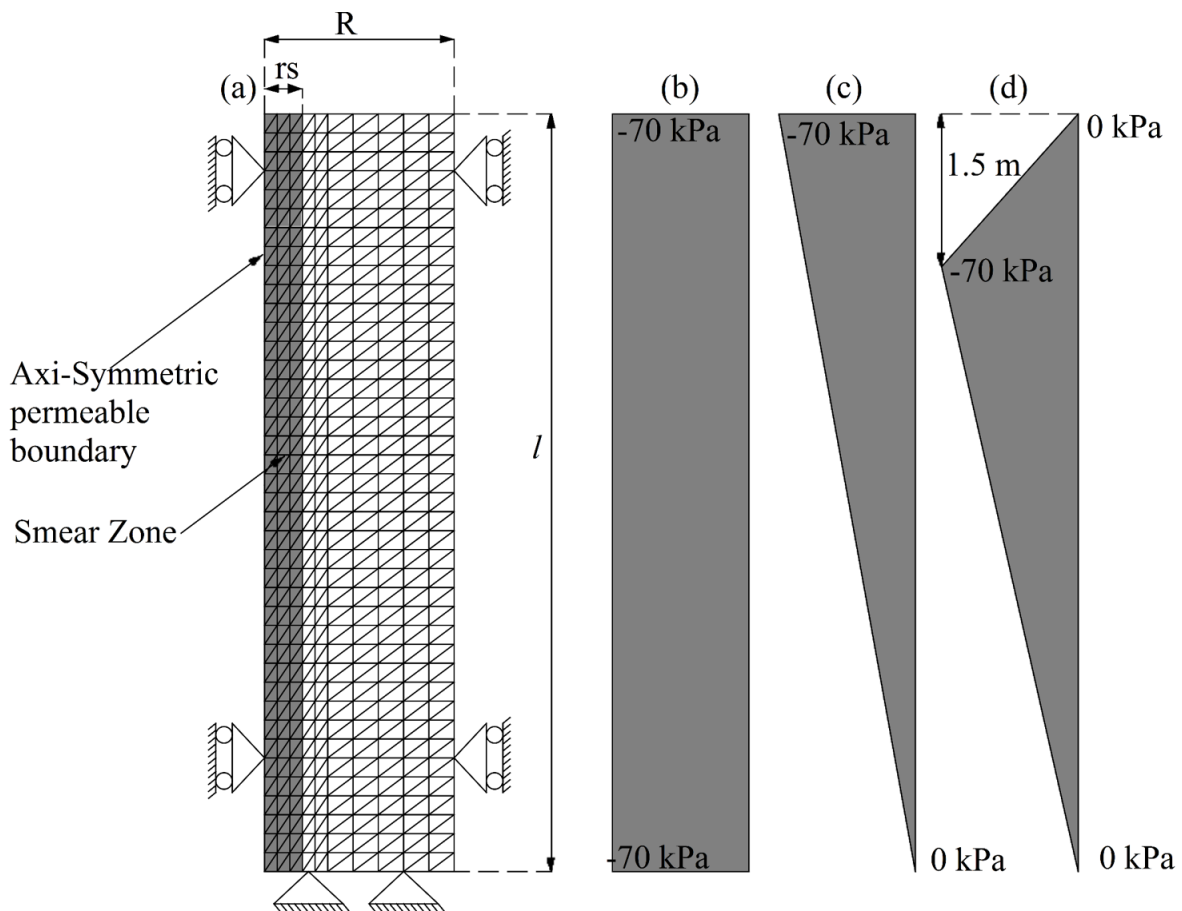 R
rs
(a)
(b)
(c)
(d)
-70 kPa
-70 kPa
0 kPa
1.5 m
-70 kPa
Axi-Symmetric
permeable
boundary
l
Smear Zone
-70 kPa
0 kPa
0 kPa